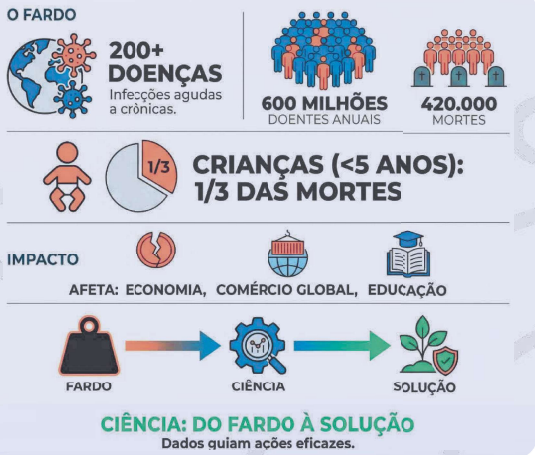 O FARDO
200+
DOENÇAS
Infecções agudas
a crònicas.
600 MILHÕES
DOENTES ANUAIS
420.000
MORTES
1/3
CRIANÇAS (<5 ANOS):
1/3 DAS MORTES
IMPACTO
AFETA: ECONOMIA, COMÉRCIO GLOBAL, EDUCAÇÃO
FARDO
CIÊNCIA
SOLUÇÃO
CIÊNCIA: DO FARDO À SOLUÇÃO
Dados guiam ações eficazes.